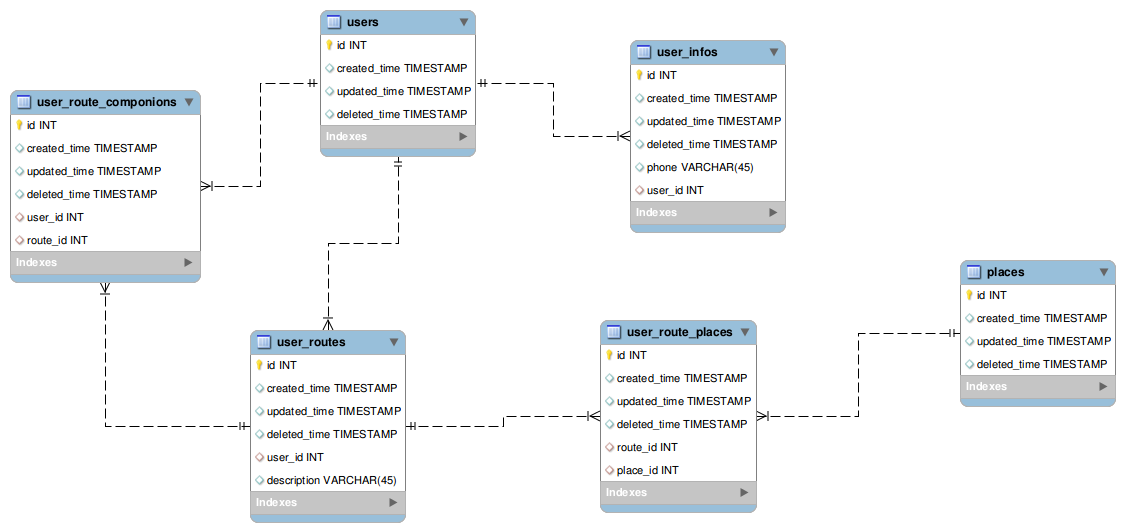 users
id INT
created_time TIMESTAMP
updated_time TIMESTAMP
deleted_time TIMESTAMP
Indexes
user_infos
id INT
created_time TIMESTAMP
updated_time TIMESTAMP
deleted_time TIMESTAMP
phone VARCHAR(45)
user_id INT
Indexes
user_route_componions
id INT
created_time TIMESTAMP
updated_time TIMESTAMP
deleted_time TIMESTAMP
user_id INT
route_id INT
Indexes
places
id INT
created_time TIMESTAMP
updated_time TIMESTAMP
deleted_time TIMESTAMP
Indexes
user_route_places
id INT
created_time TIMESTAMP
updated_time TIMESTAMP
deleted_time TIMESTAMP
route_id INT
place_id INT
Indexes
user_routes
id INT
created_time TIMESTAMP
updated_time TIMESTAMP
deleted_time TIMESTAMP
user_id INT
description VARCHAR(45)
Indexes